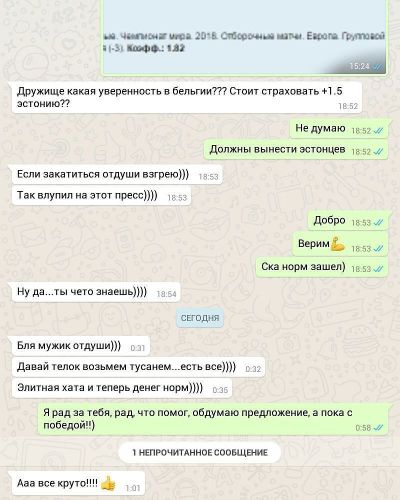 ые. Чемпионат мира. 2018. Отборочные матчи. Европа. Групповой
(-3). Коэфф.: 1.82
15:24
Дружище какая уверенность в бельгии??? Стоит страховать +1.5
эстонию??
18:52
Не думаю 18:52
Должны вынести эстонцев 18:52
Если закатиться отдуши взгрею))) 18:53
Так влупил на этот пресс)))) 18:53
Добро 18:53
Верим💪 18:53
Ска норм зашел) 18:53
Ну да...ты чето знаешь)))) 18:54
СЕГОДНЯ
Бля мужик отдуши))) 0:31
Давай телок возьмем тусанем...есть все)))) 0:32
Элитная хата и теперь денег норм)))) 0:35
Я рад за тебя, рад, что помог, обдумаю предложение, а пока с
победой!!)
0:58
1 НЕПРОЧИТАННОЕ СООБЩЕНИЕ
Ааа все круто!!!! 👍 1:01